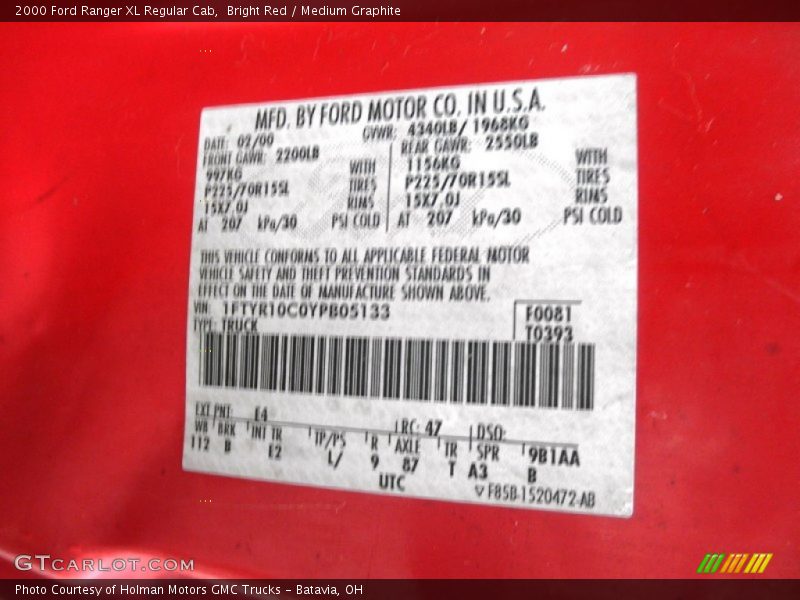 2000 Ford Ranger XL Regular Cab,  Bright Red / Medium Graphite
MFD. BY FORD MOTOR CO. IN U.S.A.
DATE: 02/00 GVWR: 4340LB/ 1968KG
FRONT GAWR: 2200LB REAR GAWR: 2550LB
997KG WITH 1156KG WITH
P225/70R15SL TIRES P225/70R15SL TIRES
15X7.0J RIMS 15X7.0J RIMS
AT 207 kPa/30 PSI COLD AT 207 kPa/30 PSI COLD
THIS VEHICLE CONFORMS TO ALL APPLICABLE FEDERAL MOTOR
VEHICLE SAFETY AND THEFT PREVENTION STANDARDS IN
EFFECT ON THE DATE OF MANUFACTURE SHOWN ABOVE.
VIN: 1FTYR10C0YPB05133 F0081
TYPE: TRUCK T0393
EXT PNT: E4 RC: 47 DSO:
WB BRK INT TR TP/PS R AXLE TR SPR 9B1AA
112 B E2 L/ 9 87 T A3 B
UTC ▽ F85B-1520472-AB
GTCARLOT.COM
Photo Courtesy of Holman Motors GMC Trucks – Batavia, OH